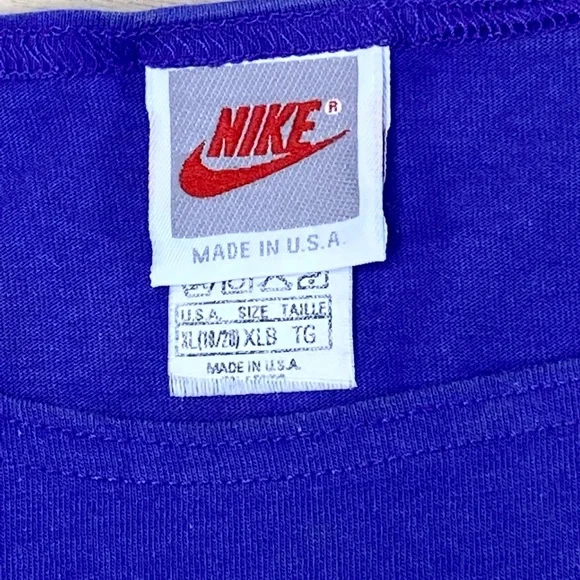 NIKE ®
MADE IN U.S.A.
U.S.A. SIZE TAILLE
XL(18/20) XLB TG
MADE IN U.S.A.